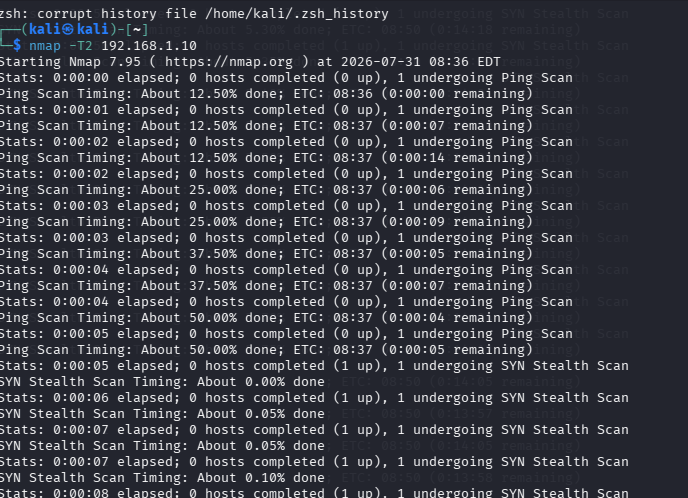 zsh: corrupt history file /home/kali/.zsh_history
┌──(kali㉿kali)-[~]
└─$ nmap -T2 192.168.1.10
Starting Nmap 7.95 ( https://nmap.org ) at 2026-07-31 08:36 EDT
Stats: 0:00:00 elapsed; 0 hosts completed (0 up), 1 undergoing Ping Scan
Ping Scan Timing: About 12.50% done; ETC: 08:36 (0:00:00 remaining)
Stats: 0:00:01 elapsed; 0 hosts completed (0 up), 1 undergoing Ping Scan
Ping Scan Timing: About 12.50% done; ETC: 08:37 (0:00:07 remaining)
Stats: 0:00:02 elapsed; 0 hosts completed (0 up), 1 undergoing Ping Scan
Ping Scan Timing: About 12.50% done; ETC: 08:37 (0:00:14 remaining)
Stats: 0:00:02 elapsed; 0 hosts completed (0 up), 1 undergoing Ping Scan
Ping Scan Timing: About 25.00% done; ETC: 08:37 (0:00:06 remaining)
Stats: 0:00:03 elapsed; 0 hosts completed (0 up), 1 undergoing Ping Scan
Ping Scan Timing: About 25.00% done; ETC: 08:37 (0:00:09 remaining)
Stats: 0:00:03 elapsed; 0 hosts completed (0 up), 1 undergoing Ping Scan
Ping Scan Timing: About 37.50% done; ETC: 08:37 (0:00:05 remaining)
Stats: 0:00:04 elapsed; 0 hosts completed (0 up), 1 undergoing Ping Scan
Ping Scan Timing: About 37.50% done; ETC: 08:37 (0:00:07 remaining)
Stats: 0:00:04 elapsed; 0 hosts completed (0 up), 1 undergoing Ping Scan
Ping Scan Timing: About 50.00% done; ETC: 08:37 (0:00:04 remaining)
Stats: 0:00:05 elapsed; 0 hosts completed (0 up), 1 undergoing Ping Scan
Ping Scan Timing: About 50.00% done; ETC: 08:37 (0:00:05 remaining)
Stats: 0:00:05 elapsed; 0 hosts completed (1 up), 1 undergoing SYN Stealth Scan
SYN Stealth Scan Timing: About 0.00% done
Stats: 0:00:06 elapsed; 0 hosts completed (1 up), 1 undergoing SYN Stealth Scan
SYN Stealth Scan Timing: About 0.05% done
Stats: 0:00:07 elapsed; 0 hosts completed (1 up), 1 undergoing SYN Stealth Scan
SYN Stealth Scan Timing: About 0.05% done
Stats: 0:00:07 elapsed; 0 hosts completed (1 up), 1 undergoing SYN Stealth Scan
SYN Stealth Scan Timing: About 0.10% done
Stats: 0:00:08 elapsed; 0 hosts completed (1 up), 1 undergoing SYN Stealth Scan